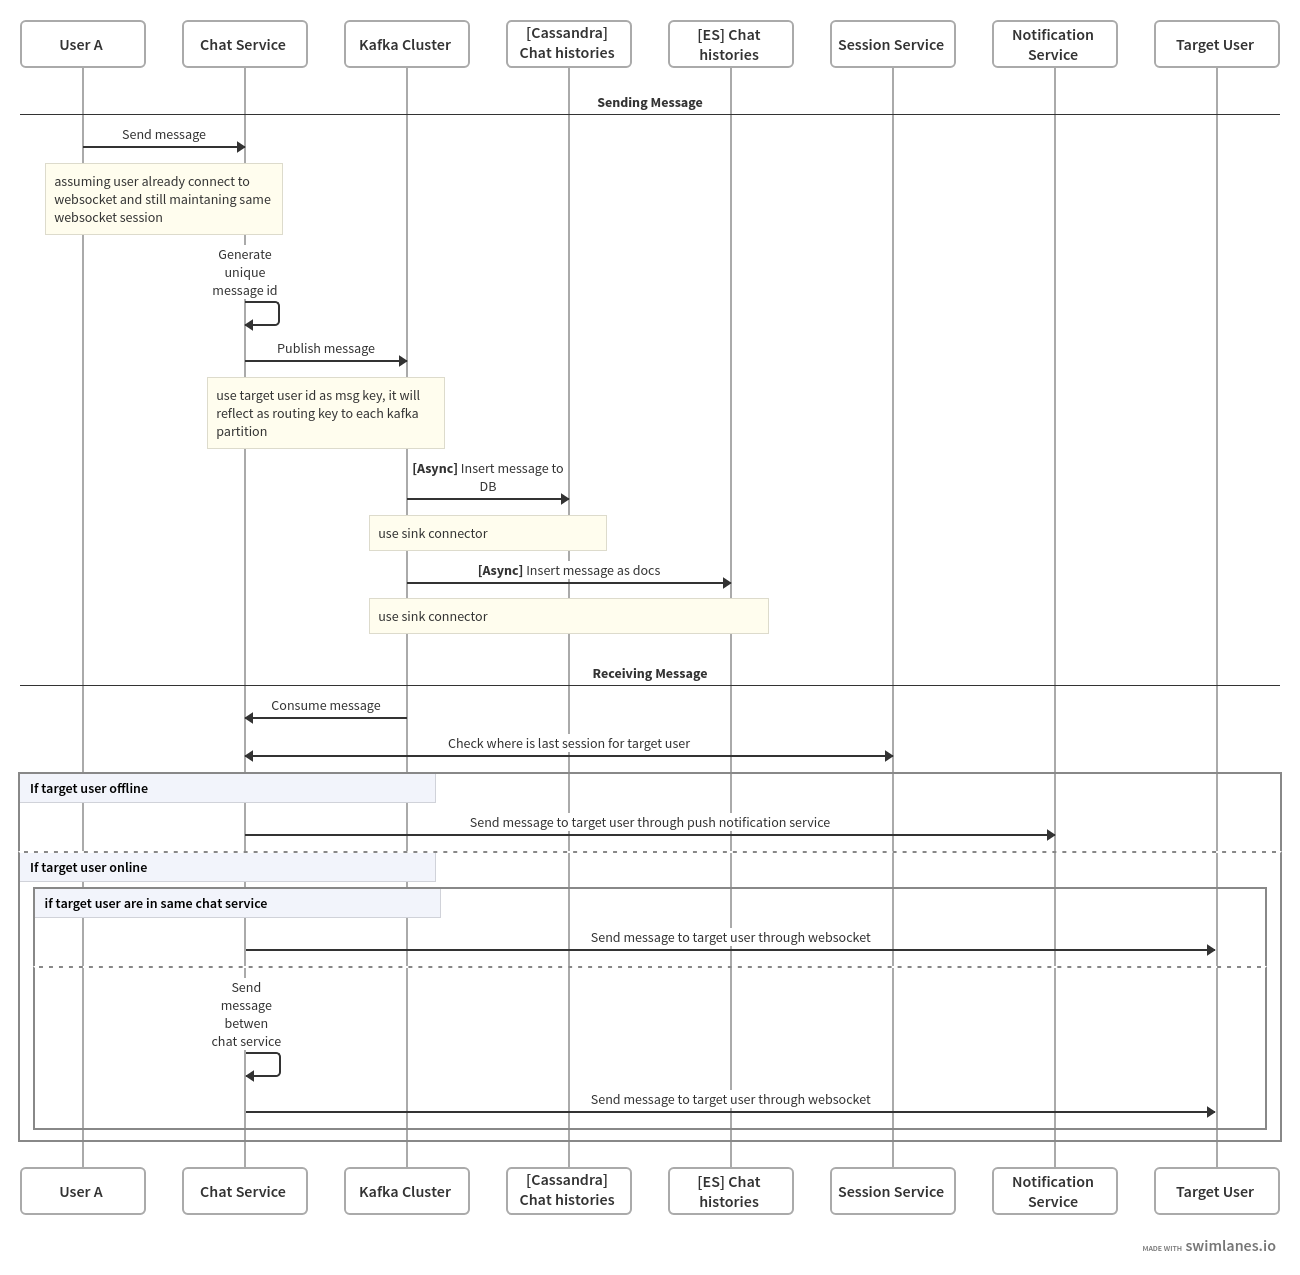 User A
Chat Service
Kafka Cluster
[Cassandra]
Chat histories
[ES] Chat
histories
Session Service
Notification
Service
Target User
Sending Message
Send message
assuming user already connect to
websocket and still maintaning same
websocket session
Generate
unique
message id
Publish message
use target user id as msg key, it will
reflect as routing key to each kafka
partition
[Async] Insert message to
DB
use sink connector
[Async] Insert message as docs
use sink connector
Receiving Message
Consume message
Check where is last session for target user
If target user offline
Send message to target user through push notification service
If target user online
if target user are in same chat service
Send message to target user through websocket
Send
message
betwen
chat service
Send message to target user through websocket
User A
Chat Service
Kafka Cluster
[Cassandra]
Chat histories
[ES] Chat
histories
Session Service
Notification
Service
Target User
MADE WITH swimlanes.io